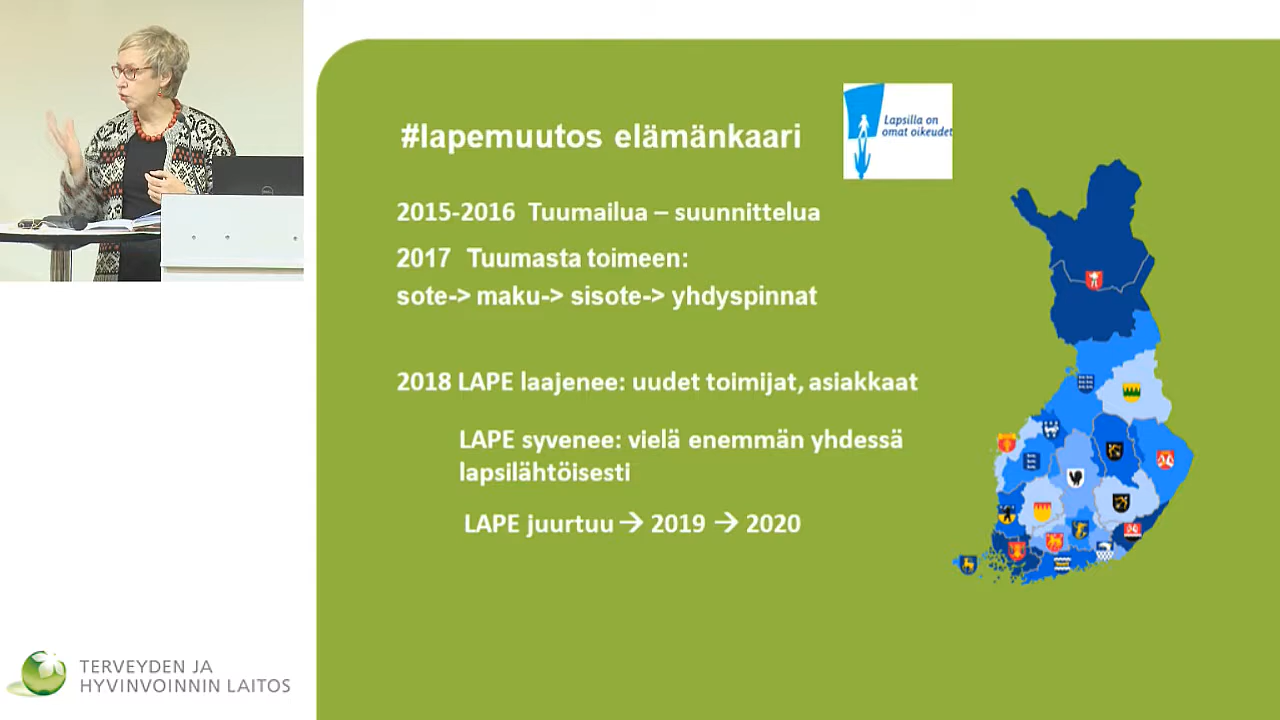 #lapemuutos elämänkaari
Lapsilla on
omat oikeudet
2015-2016 Tuumailua – suunnittelua
2017 Tuumasta toimeen:
sote-> maku-> sisote-> yhdyspinnat
2018 LAPE laajenee: uudet toimijat, asiakkaat
LAPE syvenee: vielä enemmän yhdessä
lapsilähtöisesti
LAPE juurtuu → 2019 → 2020
TERVEYDEN JA
HYVINVOINNIN LAITOS